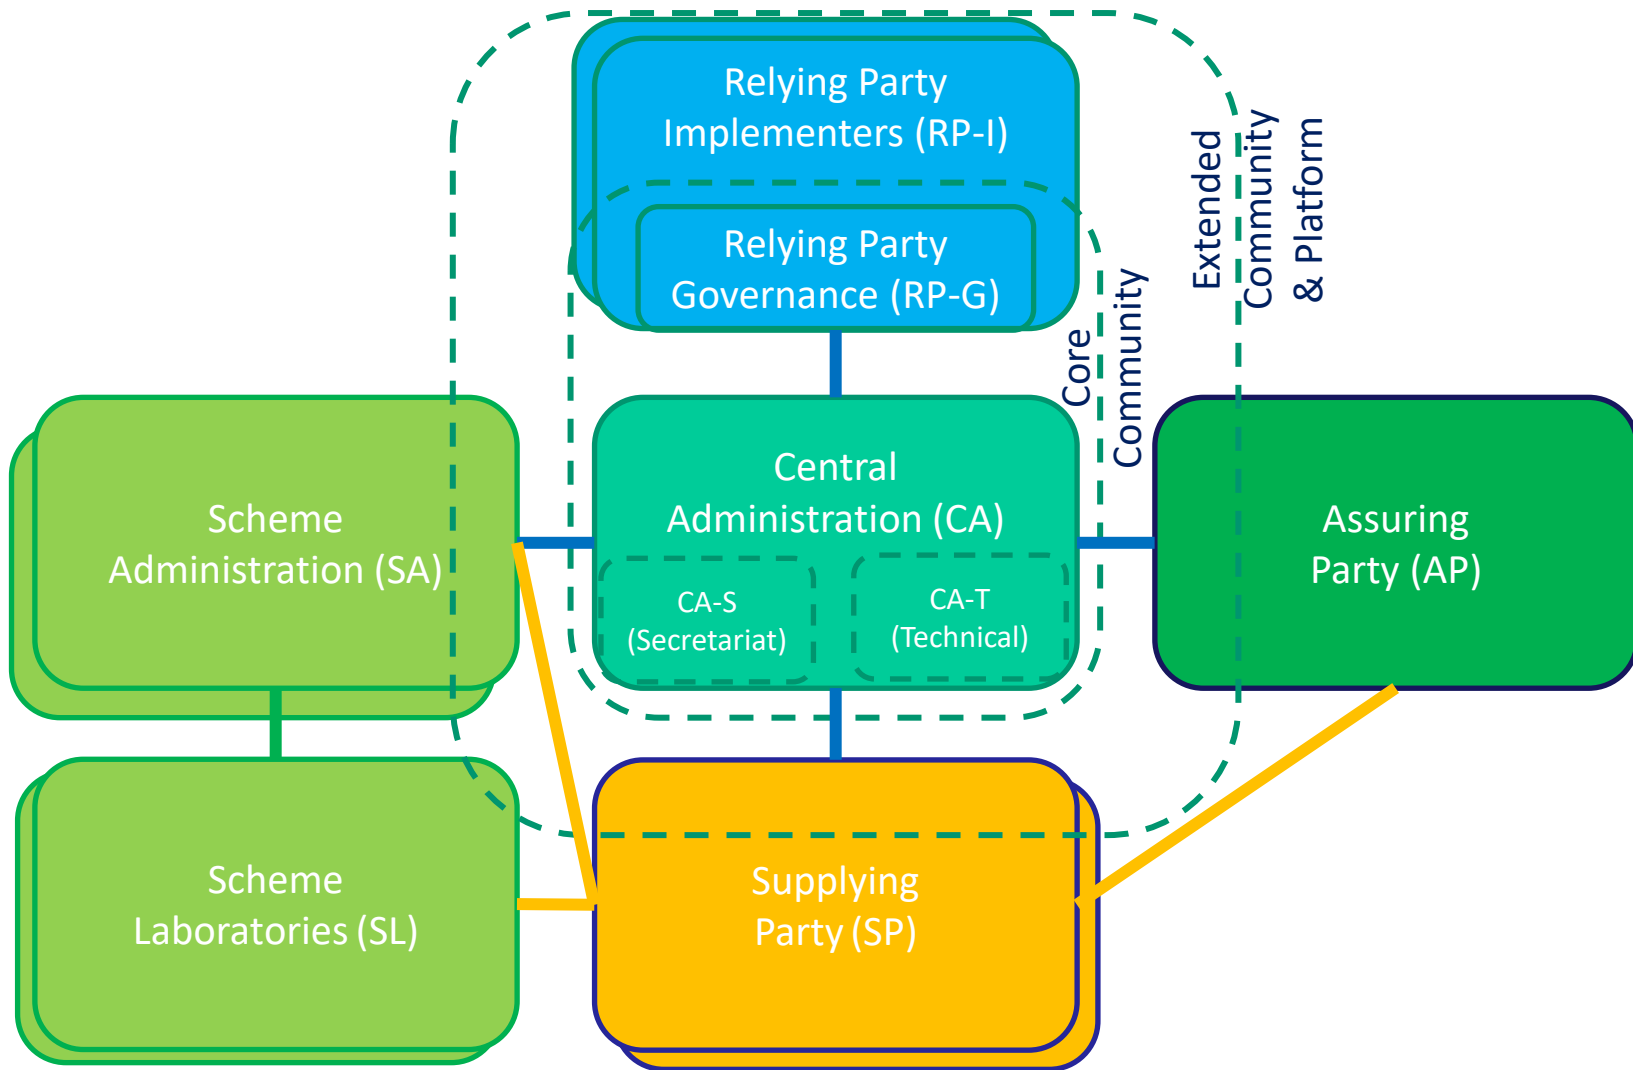 Relying Party
Implementers (RP-I)
Relying Party
Governance (RP-G)
Extended
Community
& Platform
Core
Community
Central
Administration (CA)
CA-S
(Secretariat)
CA-T
(Technical)
Scheme
Administration (SA)
Assuring
Party (AP)
Scheme
Laboratories (SL)
Supplying
Party (SP)